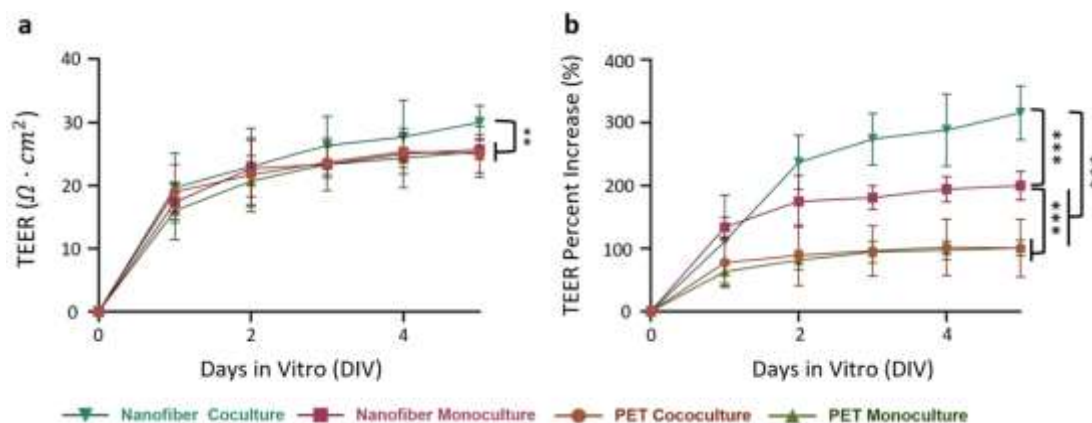 a
b
40
30
20
10
0
TEER (Ω · cm²)
0
2
4
Days in Vitro (DIV)
**
400
300
200
100
0
TEER Percent Increase (%)
0
2
4
Days in Vitro (DIV)
***
***
Nanofiber Coculture
Nanofiber Monoculture
PET Cococulture
PET Monoculture